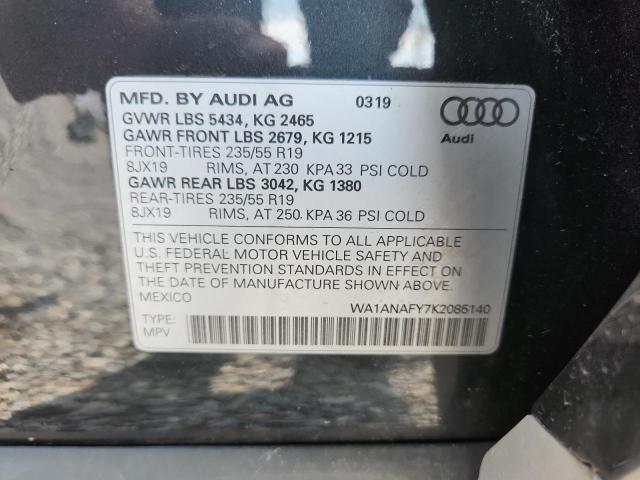 MFD. BY AUDI AG 0319
GVWR LBS 5434, KG 2465
GAWR FRONT LBS 2679, KG 1215
Audi
FRONT-TIRES 235/55 R19
8JX19 RIMS, AT 230 KPA 33 PSI COLD
GAWR REAR LBS 3042, KG 1380
REAR-TIRES 235/55 R19
8JX19 RIMS, AT 250 KPA 36 PSI COLD
THIS VEHICLE CONFORMS TO ALL APPLICABLE
U.S. FEDERAL MOTOR VEHICLE SAFETY AND
THEFT PREVENTION STANDARDS IN EFFECT ON
THE DATE OF MANUFACTURE SHOWN ABOVE.
MEXICO WA1ANAFY7K2085140
TYPE:
MPV